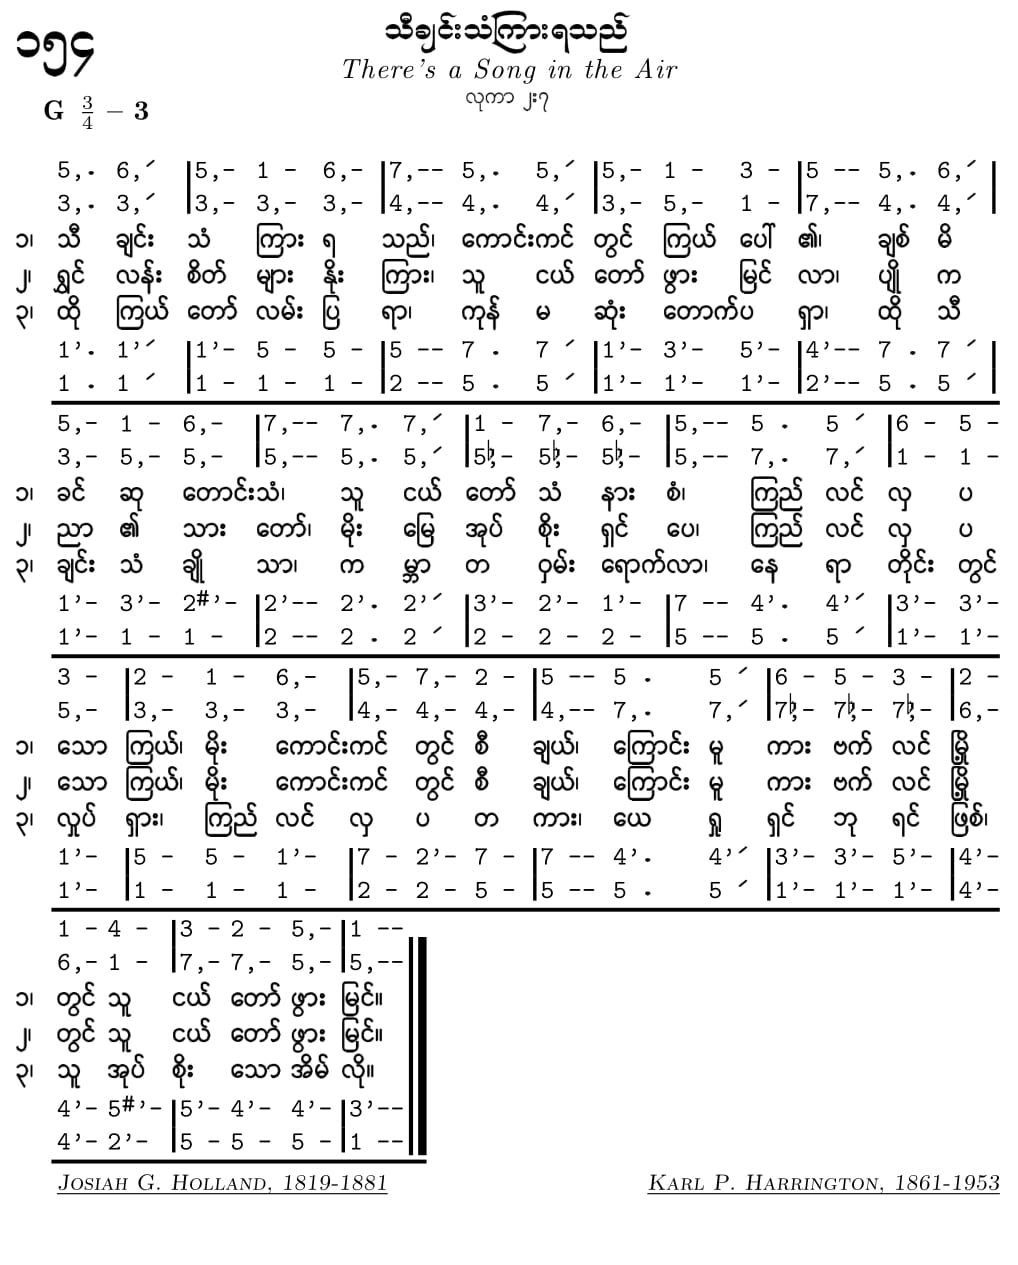 သီချင်းသံကြားရသည်
၁၅၄
There's a Song in the Air
လုကာ ၂း၇
G 3/4 – 3
5,. 6,ˊ |5,– 1 – 6,– |7,–– 5,. 5,ˊ |5,– 1 – 3 – |5 –– 5,. 6,ˊ |
3,. 3,ˊ |3,– 3,– 3,– |4,–– 4,. 4,ˊ |3,– 5,– 1 – |7,–– 4,. 4,ˊ |
၁၊ သီ ချင်း သံ ကြား ရ သည်၊ ကောင်းကင် တွင် ကြယ် ပေါ် ၏၊ ချစ် မိ
၂၊ ရွှင် လန်း စိတ် များ နိုး ကြား၊ သူ ငယ် တော် ဖွား မြင် လာ၊ ပျို က
၃၊ ထို ကြယ် တော် လမ်း ပြ ရာ၊ ကုန် မ ဆုံး တောက်ပ ရှာ၊ ထို သီ
1’. 1’ˊ |1’– 5 – 5 – |5 –– 7 . 7 ˊ |1’– 3’– 5’– |4’–– 7 . 7 ˊ |
1 . 1 ˊ |1 – 1 – 1 – |2 –– 5 . 5 ˊ |1’– 1’– 1’– |2’–– 5 . 5 ˊ |
5,– 1 – 6,– |7,–– 7,. 7,ˊ |1 – 7,– 6,– |5,–– 5 . 5 ˊ |6 – 5 –
3,– 5,– 5,– |5,–– 5,. 5,ˊ |5♭,– 5♭,– 5♭,– |5,–– 7,. 7,ˊ |1 – 1 –
၁၊ ခင် ဆု တောင်းသံ၊ သူ ငယ် တော် သံ နား စံ၊ ကြည် လင် လှ ပ
၂၊ ညာ ၏ သား တော်၊ မိုး မြေ အုပ် စိုး ရှင် ပေ၊ ကြည် လင် လှ ပ
၃၊ ချင်း သံ ချို သာ၊ က မ္ဘာ တ ဝှမ်း ရောက်လာ၊ နေ ရာ တိုင်း တွင်
1’– 3’– 2#’– |2’–– 2’. 2’ˊ |3’– 2’– 1’– |7 –– 4’. 4’ˊ |3’– 3’–
1’– 1 – 1 – |2 –– 2 . 2 ˊ |2 – 2 – 2 – |5 –– 5 . 5 ˊ |1’– 1’–
3 – |2 – 1 – 6,– |5,– 7,– 2 – |5 –– 5 . 5 ˊ |6 – 5 – 3 – |2 –
5,– |3,– 3,– 3,– |4,– 4,– 4,– |4,–– 7,. 7,ˊ |7♭,– 7♭,– 7♭,– |6,–
၁၊ သော ကြယ်၊ မိုး ကောင်းကင် တွင် စီ ချယ်၊ ကြောင်း မူ ကား ဗက် လင် မြို့
၂၊ သော ကြယ်၊ မိုး ကောင်းကင် တွင် စီ ချယ်၊ ကြောင်း မူ ကား ဗက် လင် မြို့
၃၊ လှုပ် ရှား၊ ကြည် လင် လှ ပ တ ကား၊ ယေ ရှု ရှင် ဘု ရင် ဖြစ်၊
1’– |5 – 5 – 1’– |7 – 2’– 7 – |7 –– 4’. 4’ˊ |3’– 3’– 5’– |4’–
1’– |1 – 1 – 1 – |2 – 2 – 5 – |5 –– 5 . 5 ˊ |1’– 1’– 1’– |4’–
1 – 4 – |3 – 2 – 5,– |1 ––
6,– 1 – |7,– 7,– 5,– |5,––
၁၊ တွင် သူ ငယ် တော် ဖွား မြင်။
၂၊ တွင် သူ ငယ် တော် ဖွား မြင်။
၃၊ သူ အုပ် စိုး သော အိမ် လို။
4’– 5#’– |5’– 4’– 4’– |3’––
4’– 2’– |5 – 5 – 5 – |1 ––
Josiah G. Holland, 1819-1881 Karl P. Harrington, 1861-1953